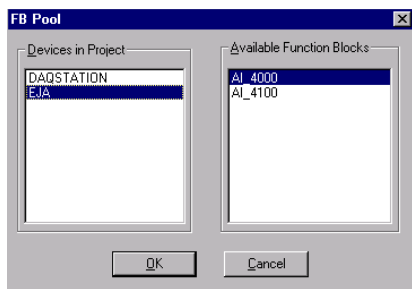 FB Pool
Devices in Project
DAQSTATION
EJA
Available Function Blocks
AI_4000
AI_4100
OK
Cancel